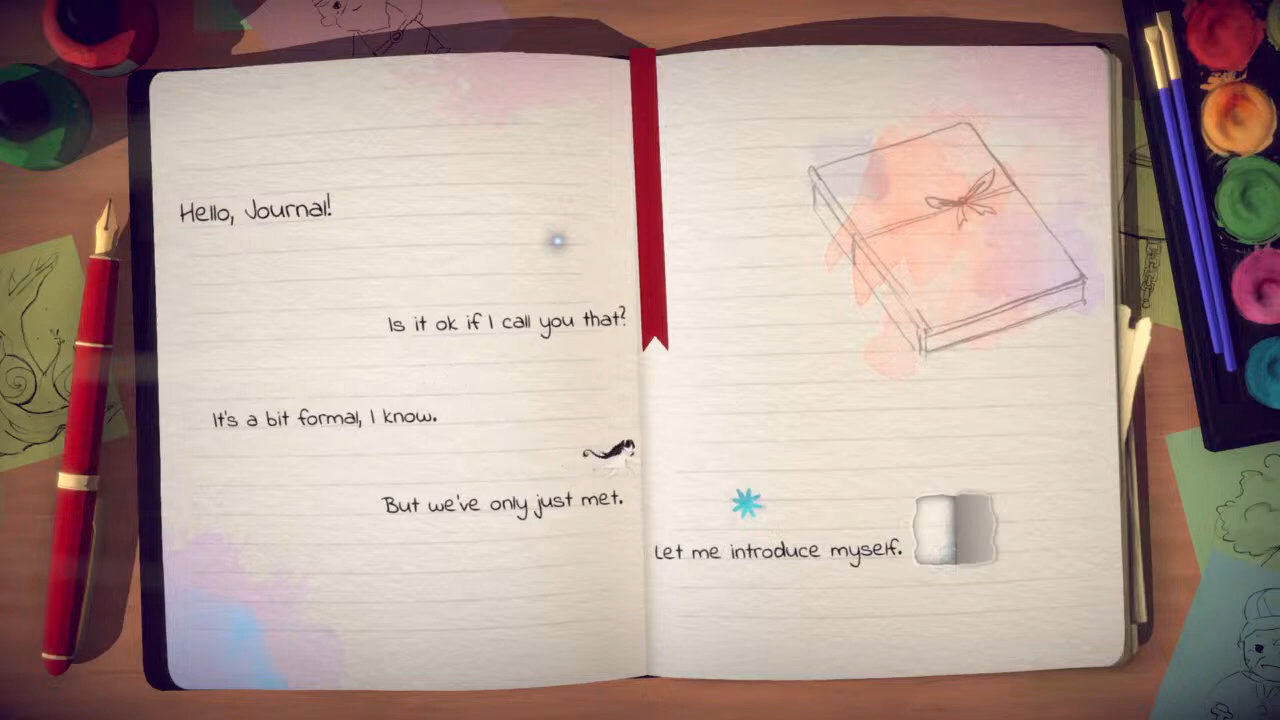 Hello, Journal!
Is it ok if I call you that?
It's a bit formal, I know.
But we've only just met.
Let me introduce myself.